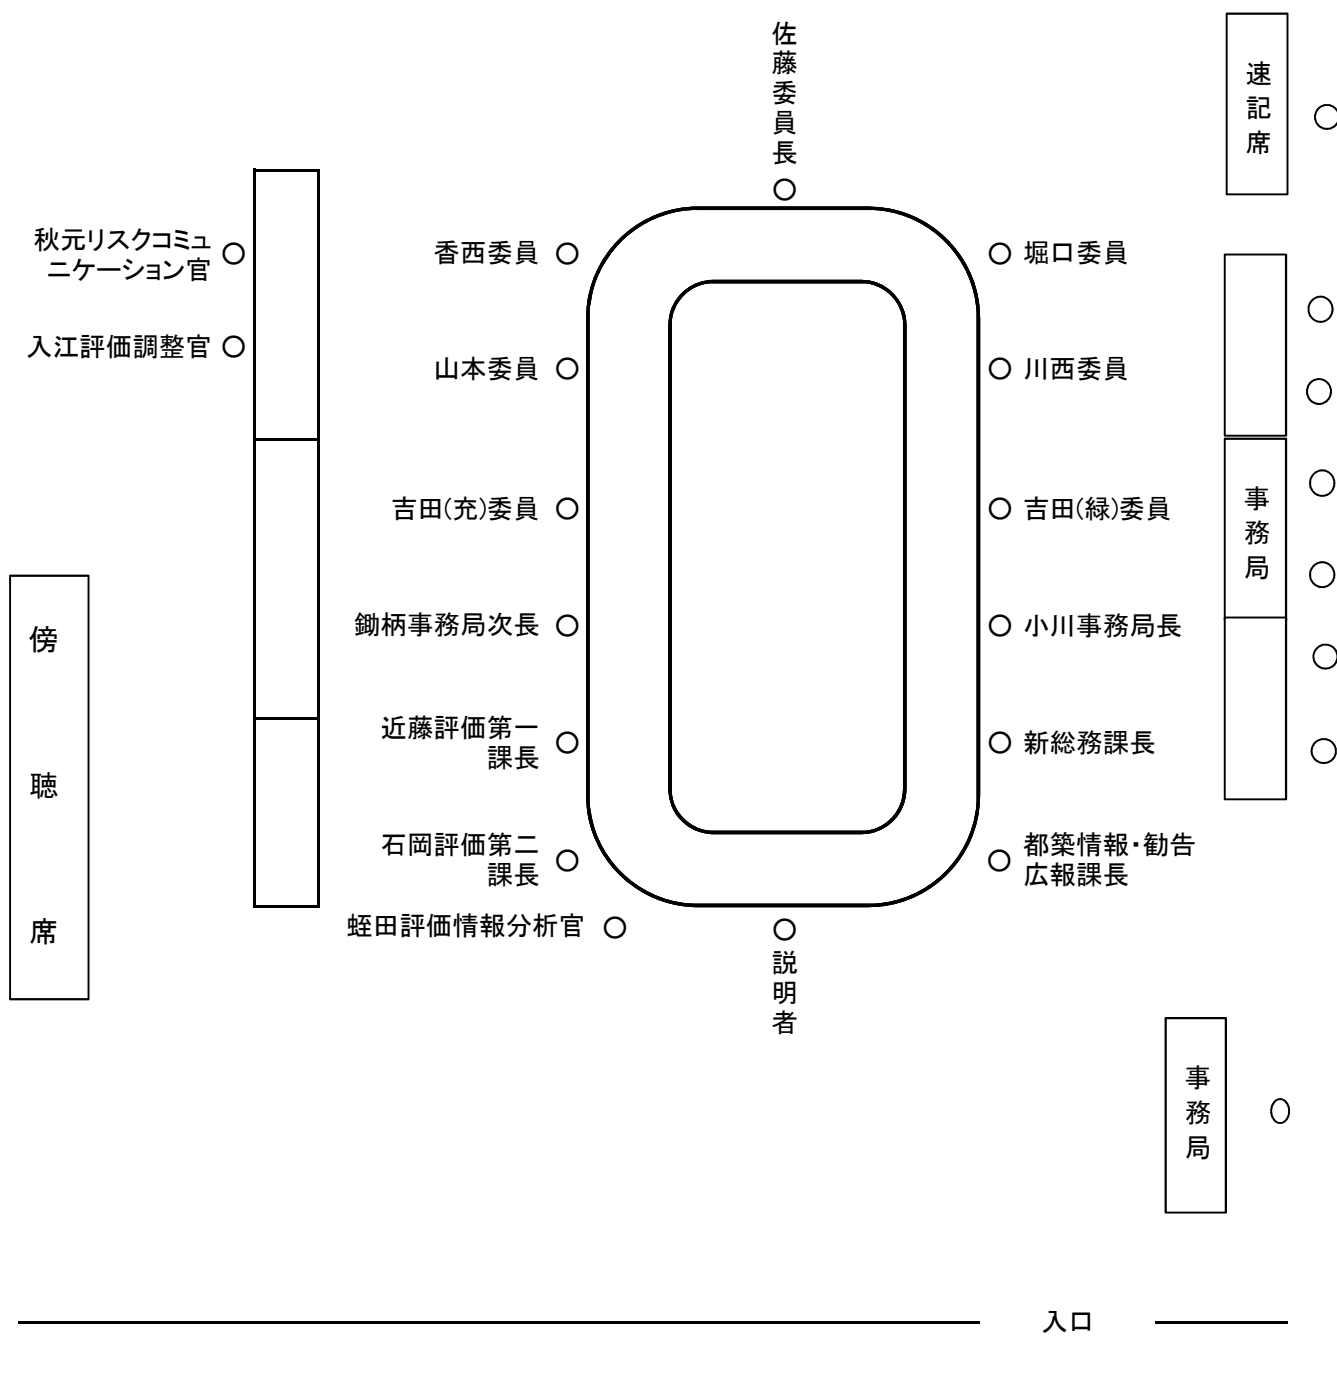 佐藤委員長
速記席
秋元リスクコミュ
ニケーション官
入江評価調整官
香西委員
堀口委員
山本委員
川西委員
吉田(充)委員
吉田(緑)委員
事務局
鋤柄事務局次長
小川事務局長
近藤評価第一
課長
新総務課長
石岡評価第二
課長
都築情報・勧告
広報課長
蛭田評価情報分析官
説明者
傍聴席
事務局
入口